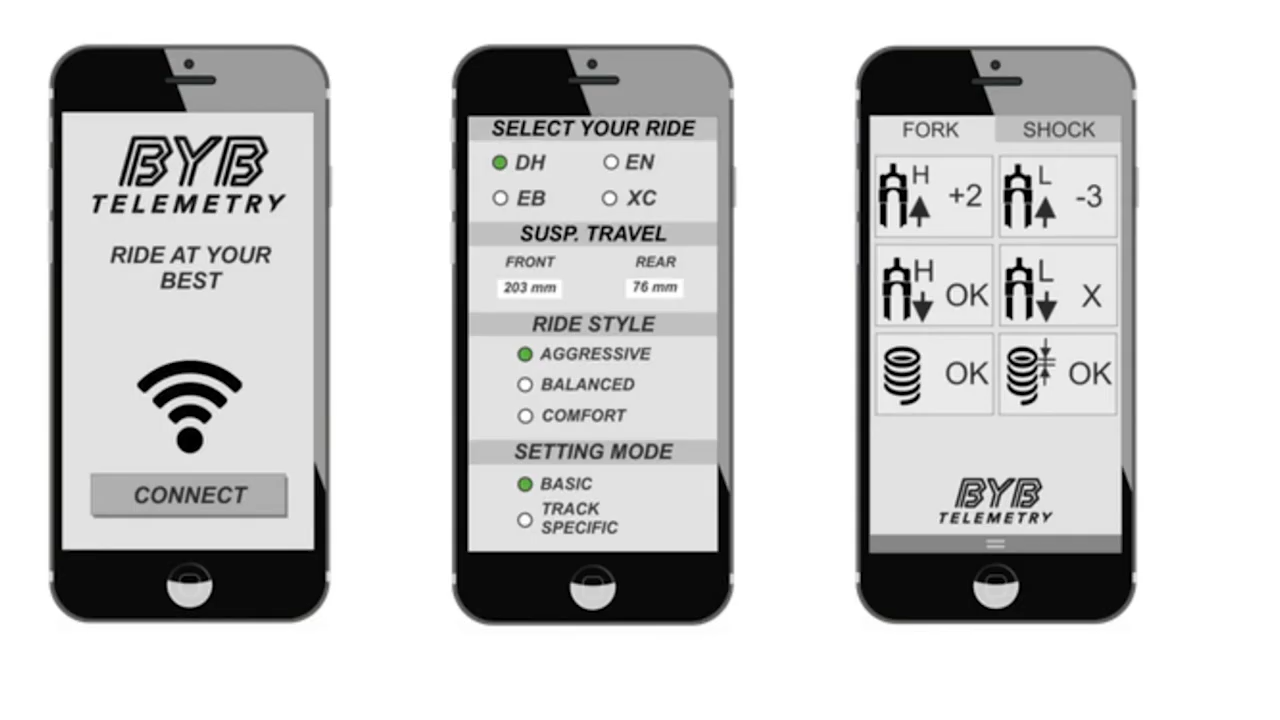 BYB
TELEMETRY
RIDE AT YOUR
BEST
CONNECT
SELECT YOUR RIDE
DH EN
EB XC
SUSP. TRAVEL
FRONT REAR
203 mm 76 mm
RIDE STYLE
AGGRESSIVE
BALANCED
COMFORT
SETTING MODE
BASIC
TRACK
SPECIFIC
FORK SHOCK
H +2 L -3
H OK L X
OK OK
BYB
TELEMETRY